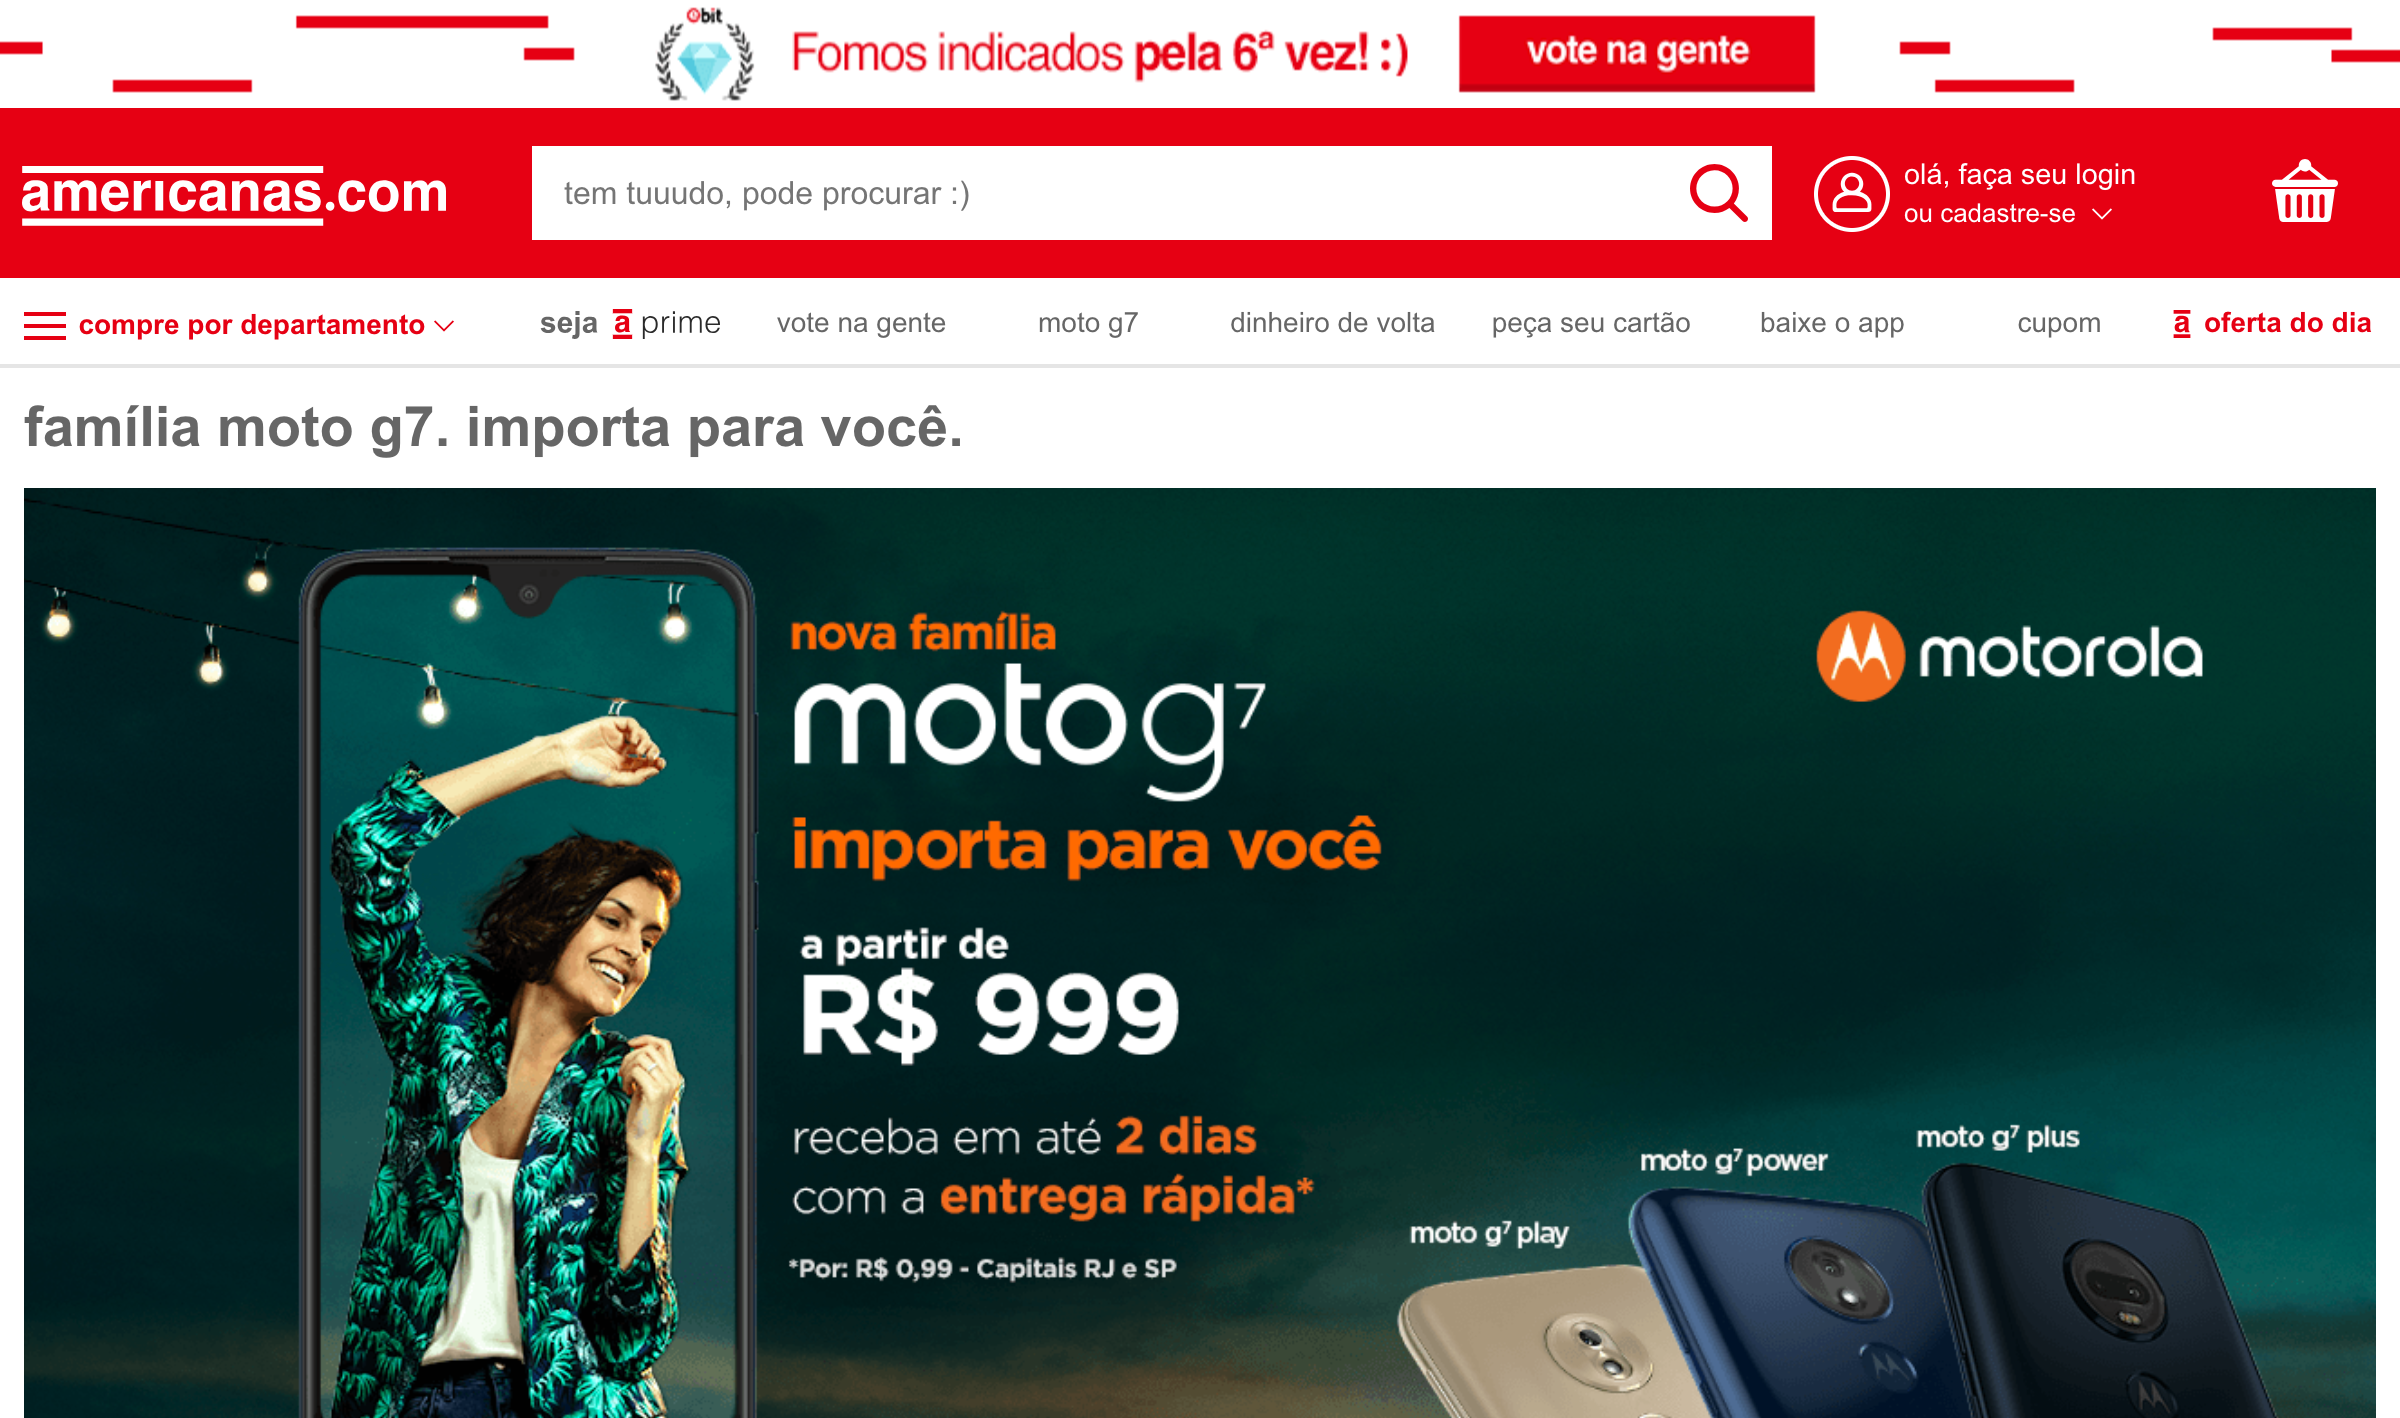 ebit
Fomos indicados pela 6ª vez! :)
vote na gente
americanas.com
tem tuuudo, pode procurar :)
olá, faça seu login
ou cadastre-se
compre por departamento
seja a prime
vote na gente
moto g7
dinheiro de volta
peça seu cartão
baixe o app
cupom
a oferta do dia
família moto g7. importa para você.
nova família
moto g7
importa para você
a partir de
R$ 999
receba em até 2 dias
com a entrega rápida*
*Por: R$ 0,99 - Capitais RJ e SP
motorola
moto g7 plus
moto g7 power
moto g7 play